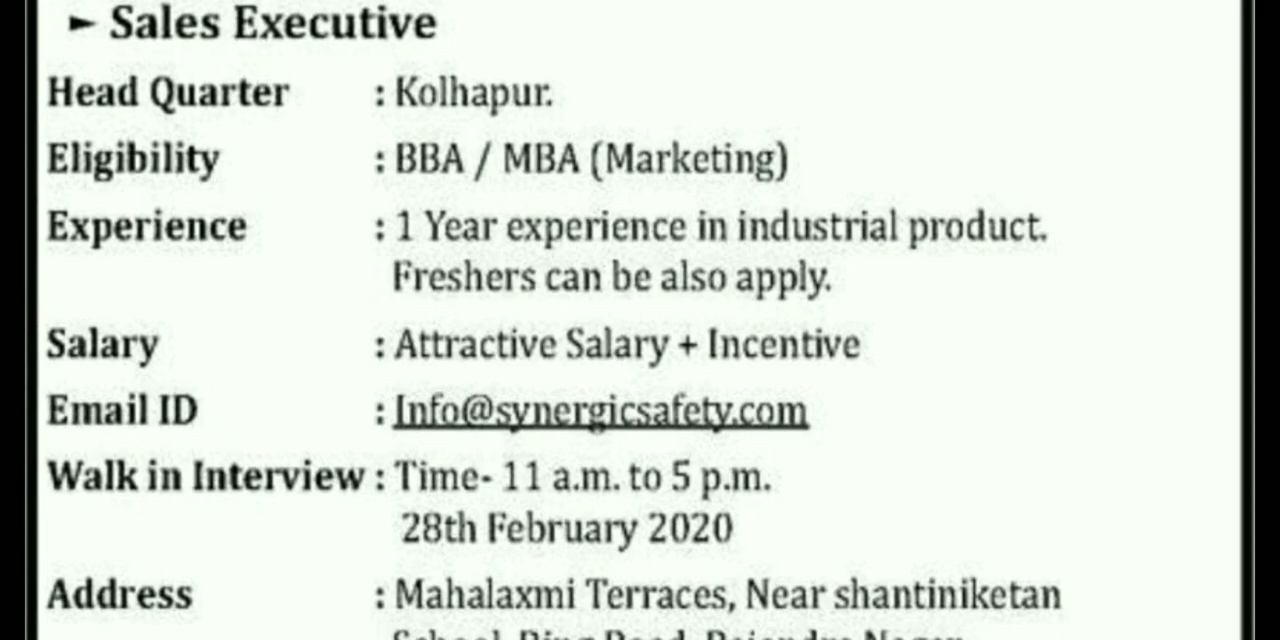 ► Sales Executive
Head Quarter : Kolhapur.
Eligibility : BBA / MBA (Marketing)
Experience : 1 Year experience in industrial product.
Freshers can be also apply.
Salary : Attractive Salary + Incentive
Email ID : Info@synergicsafety.com
Walk in Interview : Time- 11 a.m. to 5 p.m.
28th February 2020
Address : Mahalaxmi Terraces, Near shantiniketan